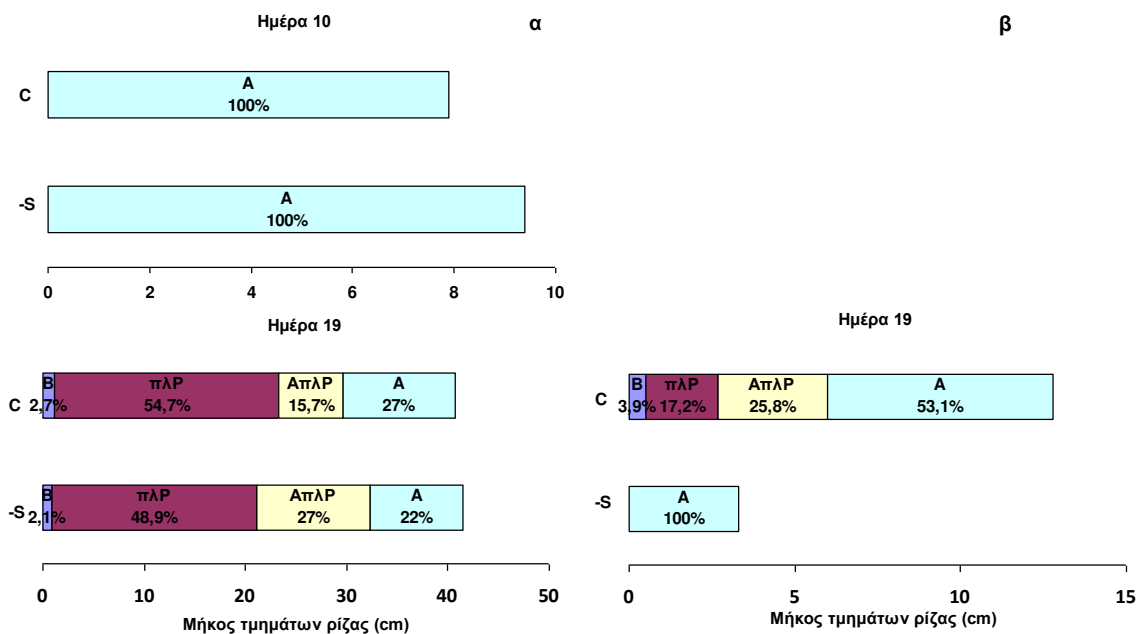 Ημέρα 10
α
C
Α
100%
-S
Α
100%
0 2 4 6 8 10
Ημέρα 19
C
Β πλΡ ΑπλΡ Α
2,7% 54,7% 15,7% 27%
-S
Β πλΡ ΑπλΡ Α
2,1% 48,9% 27% 22%
0 10 20 30 40 50
Μήκος τμημάτων ρίζας (cm)
β
Ημέρα 19
C
Β πλΡ ΑπλΡ Α
3,9% 17,2% 25,8% 53,1%
-S
Α
100%
0 5 10 15
Μήκος τμημάτων ρίζας (cm)